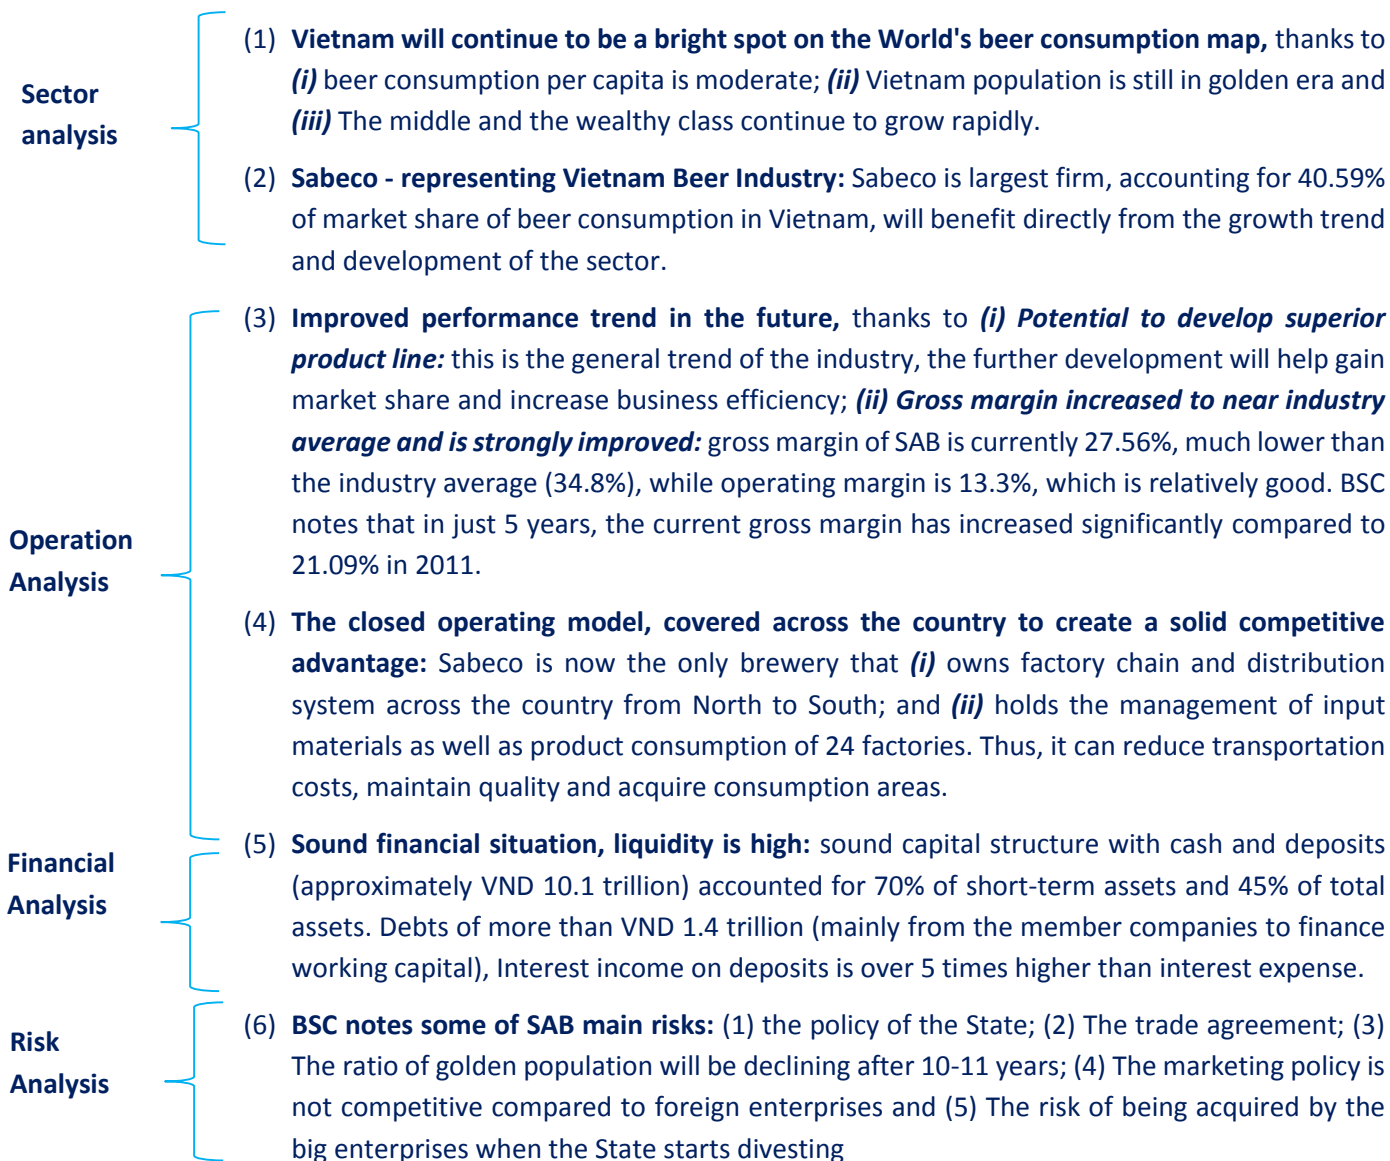 Sector
analysis
(1) Vietnam will continue to be a bright spot on the World's beer consumption map, thanks to
(i) beer consumption per capita is moderate; (ii) Vietnam population is still in golden era and
(iii) The middle and the wealthy class continue to grow rapidly.
(2) Sabeco - representing Vietnam Beer Industry: Sabeco is largest firm, accounting for 40.59%
of market share of beer consumption in Vietnam, will benefit directly from the growth trend
and development of the sector.
Operation
Analysis
(3) Improved performance trend in the future, thanks to (i) Potential to develop superior
product line: this is the general trend of the industry, the further development will help gain
market share and increase business efficiency; (ii) Gross margin increased to near industry
average and is strongly improved: gross margin of SAB is currently 27.56%, much lower than
the industry average (34.8%), while operating margin is 13.3%, which is relatively good. BSC
notes that in just 5 years, the current gross margin has increased significantly compared to
21.09% in 2011.
(4) The closed operating model, covered across the country to create a solid competitive
advantage: Sabeco is now the only brewery that (i) owns factory chain and distribution
system across the country from North to South; and (ii) holds the management of input
materials as well as product consumption of 24 factories. Thus, it can reduce transportation
costs, maintain quality and acquire consumption areas.
Financial
Analysis
(5) Sound financial situation, liquidity is high: sound capital structure with cash and deposits
(approximately VND 10.1 trillion) accounted for 70% of short-term assets and 45% of total
assets. Debts of more than VND 1.4 trillion (mainly from the member companies to finance
working capital), Interest income on deposits is over 5 times higher than interest expense.
Risk
Analysis
(6) BSC notes some of SAB main risks: (1) the policy of the State; (2) The trade agreement; (3)
The ratio of golden population will be declining after 10-11 years; (4) The marketing policy is
not competitive compared to foreign enterprises and (5) The risk of being acquired by the
big enterprises when the State starts divesting